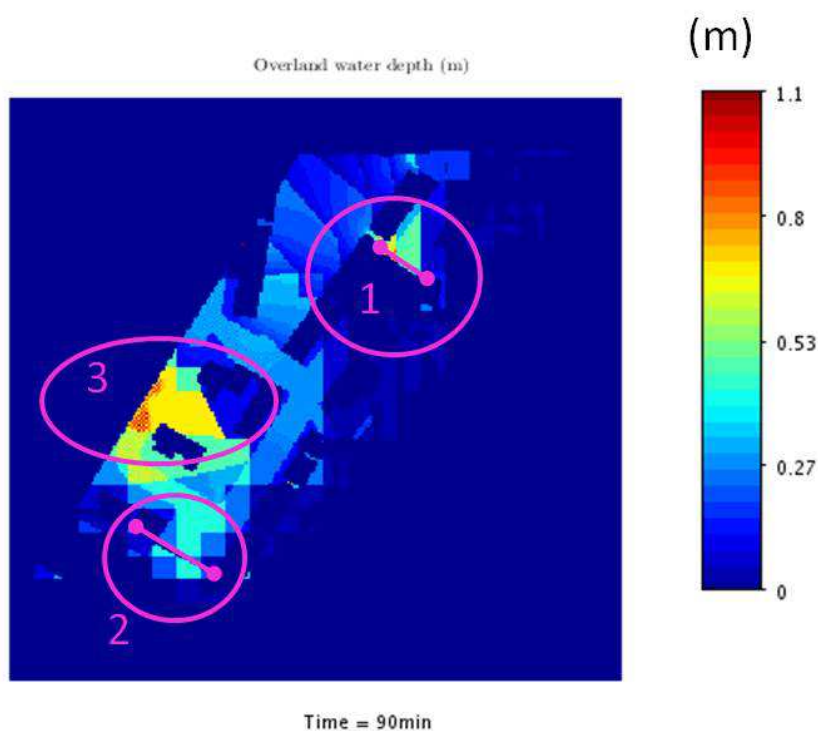 (m)
Overland water depth (m)
1.1
0.8
0.53
0.27
0
1
3
2
Time = 90min